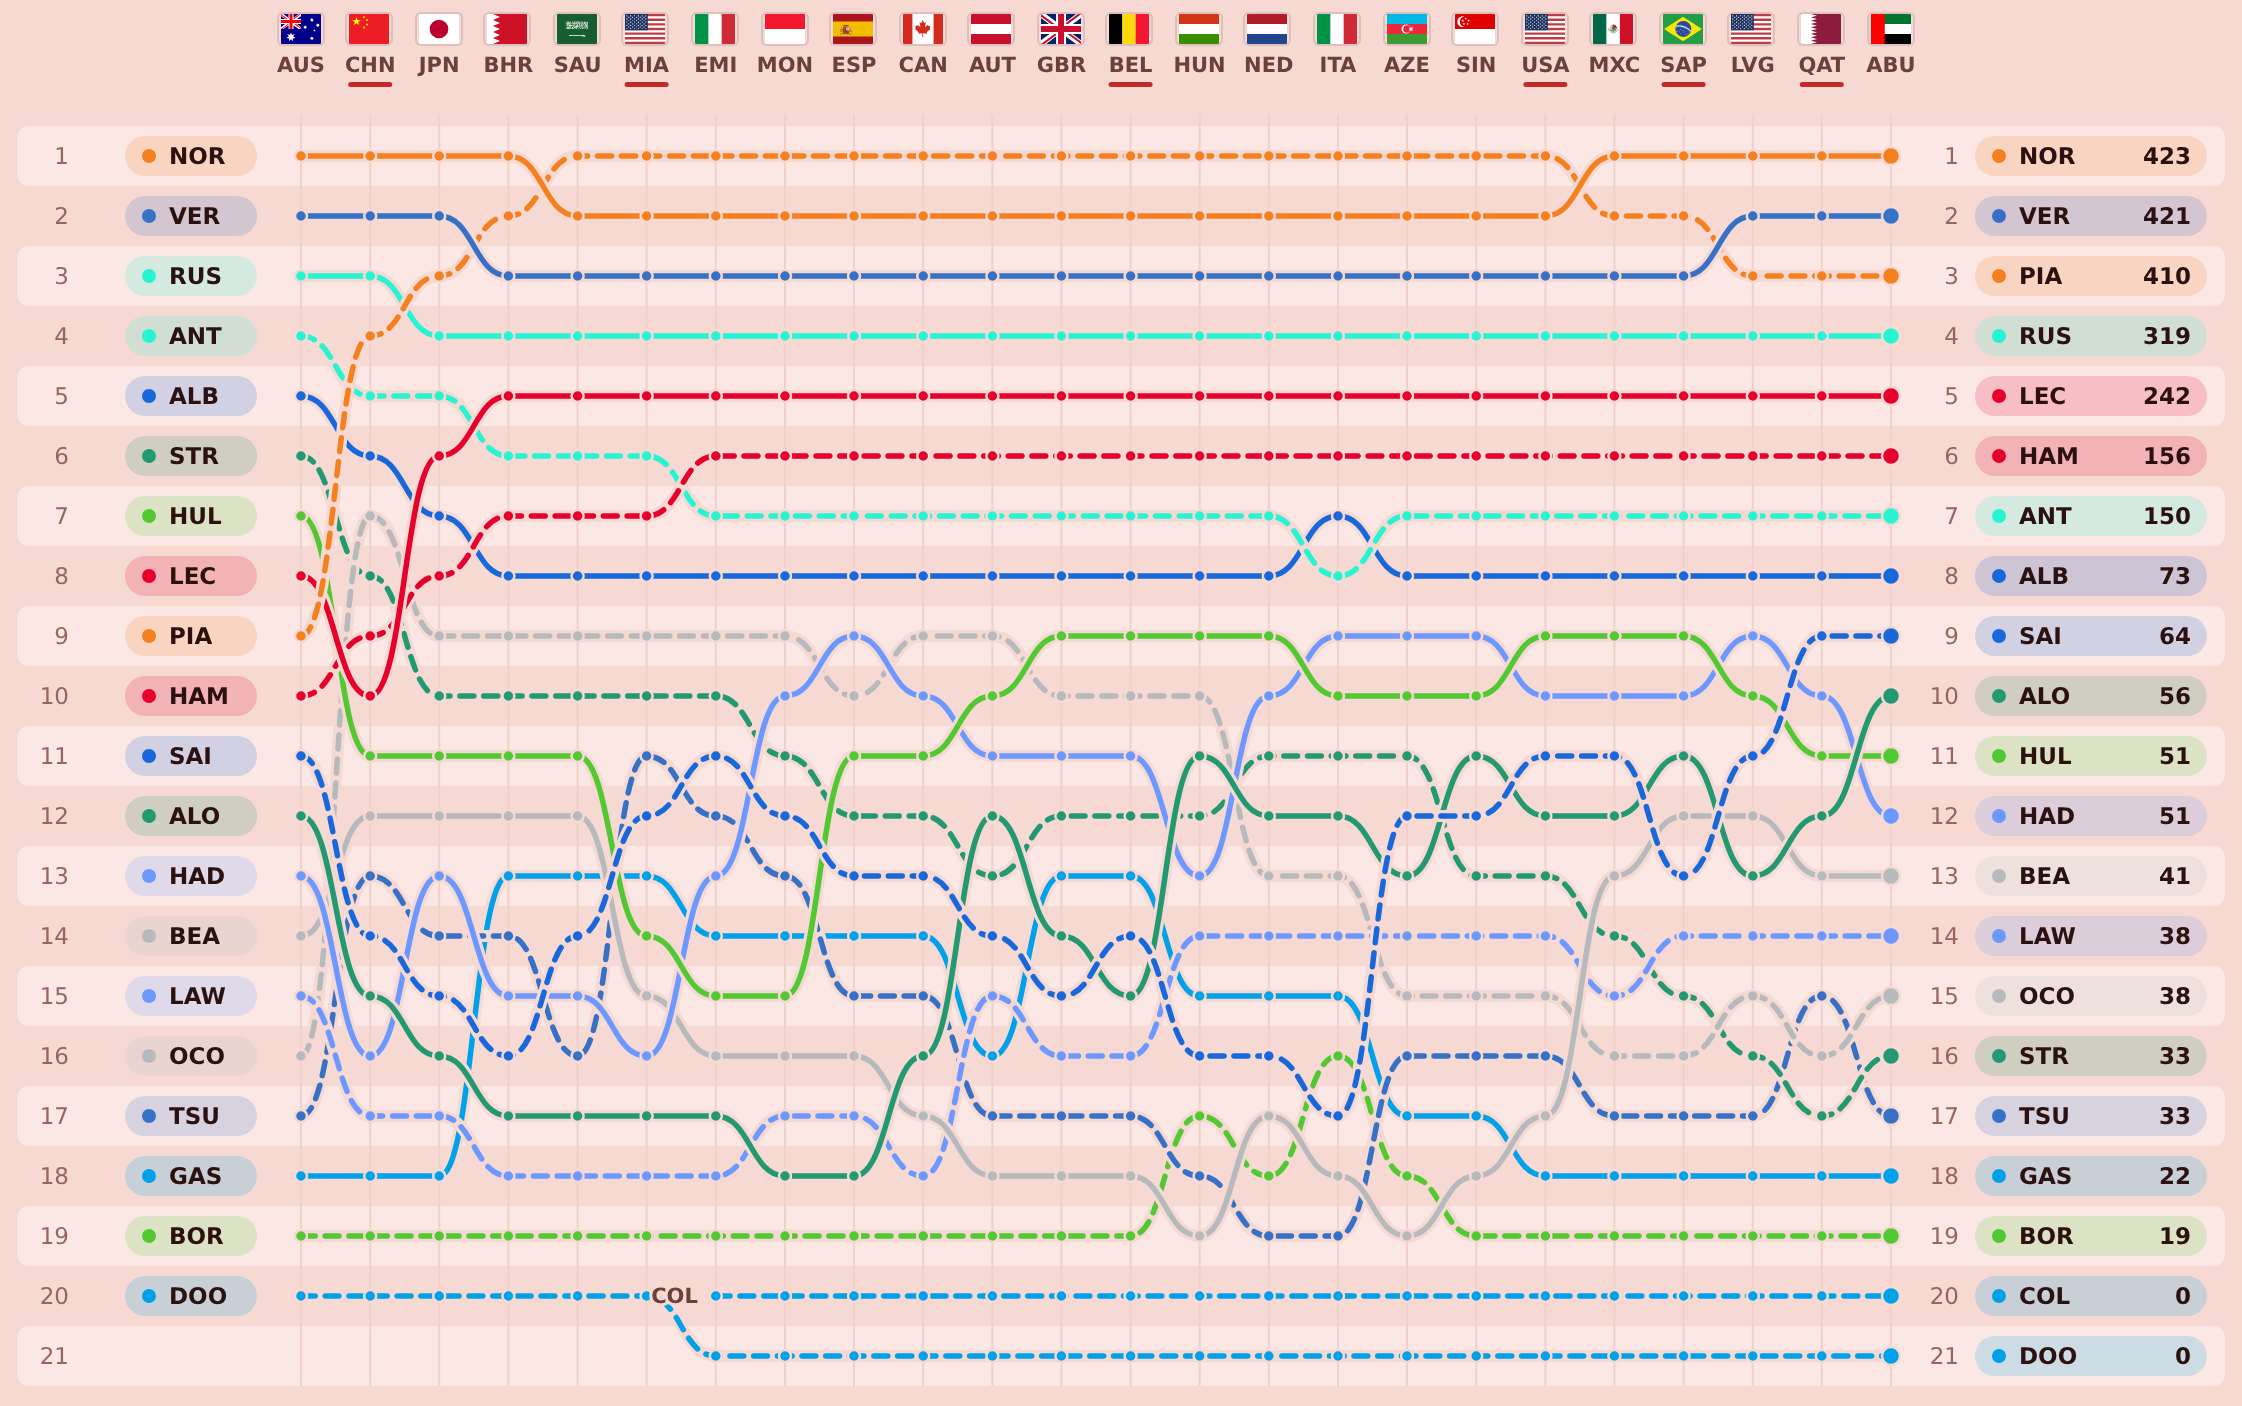 AUS CHN JPN BHR SAU MIA EMI MON ESP CAN AUT GBR BEL HUN NED ITA AZE SIN USA MXC SAP LVG QAT ABU
1 NOR 1 NOR 423
2 VER 2 VER 421
3 RUS 3 PIA 410
4 ANT 4 RUS 319
5 ALB 5 LEC 242
6 STR 6 HAM 156
7 HUL 7 ANT 150
8 LEC 8 ALB 73
9 PIA 9 SAI 64
10 HAM 10 ALO 56
11 SAI 11 HUL 51
12 ALO 12 HAD 51
13 HAD 13 BEA 41
14 BEA 14 LAW 38
15 LAW 15 OCO 38
16 OCO 16 STR 33
17 TSU 17 TSU 33
18 GAS 18 GAS 22
19 BOR 19 BOR 19
20 DOO COL 20 COL 0
21 21 DOO 0